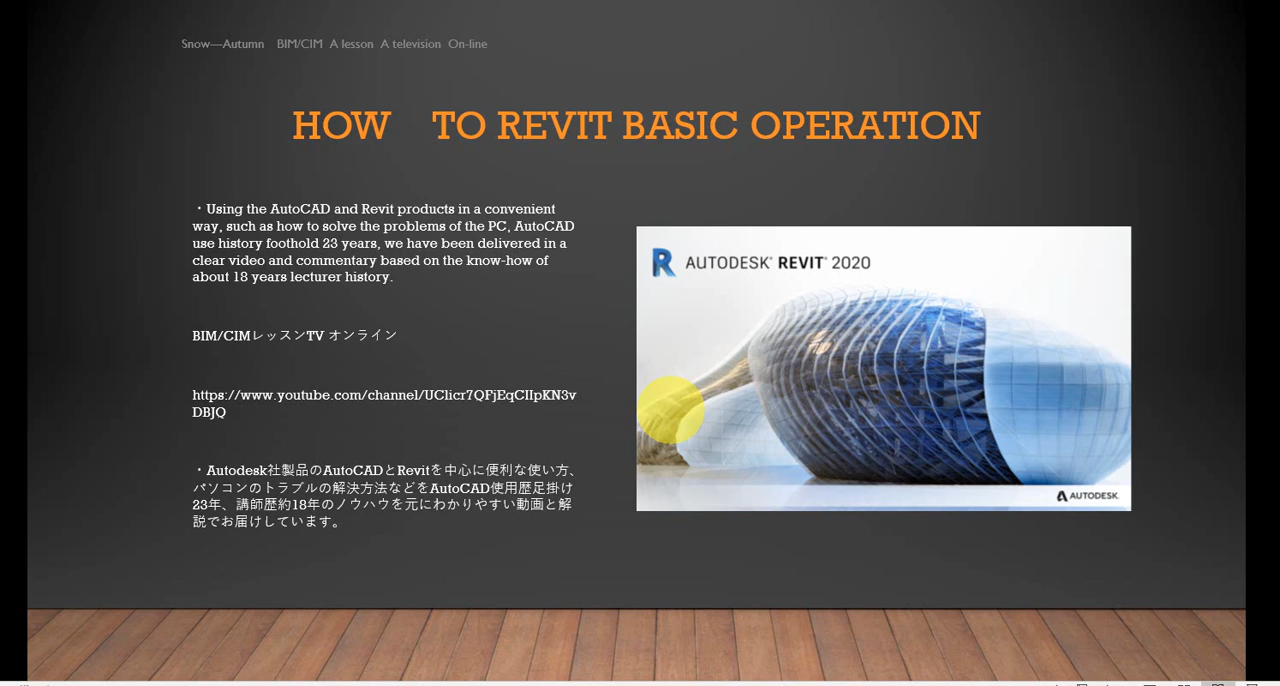 Snow—Autumn BIM/CIM A lesson A television On-line
HOW　TO REVIT BASIC OPERATION
・Using the AutoCAD and Revit products in a convenient
way, such as how to solve the problems of the PC, AutoCAD
use history foothold 23 years, we have been delivered in a
clear video and commentary based on the know-how of
about 18 years lecturer history.
BIM/CIMレッスンTV オンライン
https://www.youtube.com/channel/UClicr7QFjEqCIIpKN3v
DBJQ
・Autodesk社製品のAutoCADとRevitを中心に便利な使い方、
パソコンのトラブルの解決方法などをAutoCAD使用歴足掛け
23年、講師歴約18年のノウハウを元にわかりやすい動画と解
説でお届けしています。
R AUTODESK® REVIT® 2020
AUTODESK.